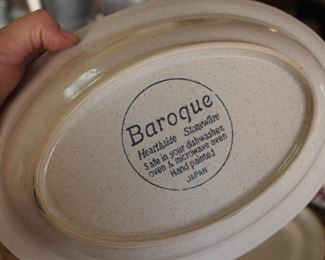 Baroque
Hearthside Stoneware
Safe in your dishwasher,
oven & microwave oven
Hand painted
JAPAN